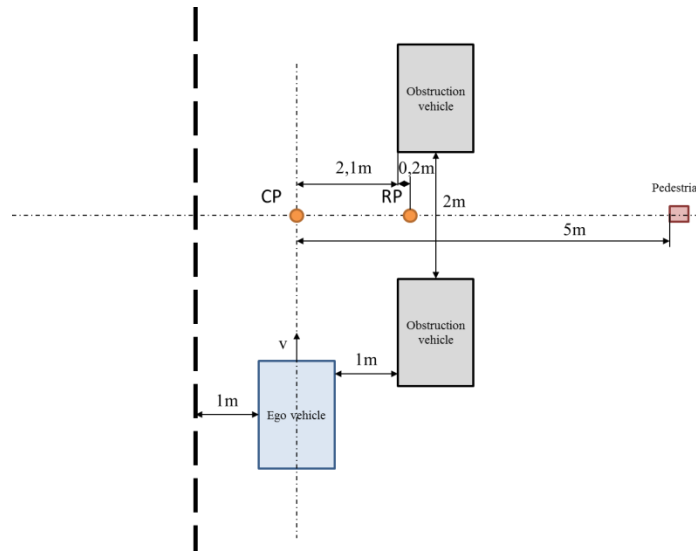 Obstruction
vehicle
2,1m
0,2m
CP
RP
Pedestria
2m
5m
Obstruction
vehicle
v
1m
1m
Ego vehicle